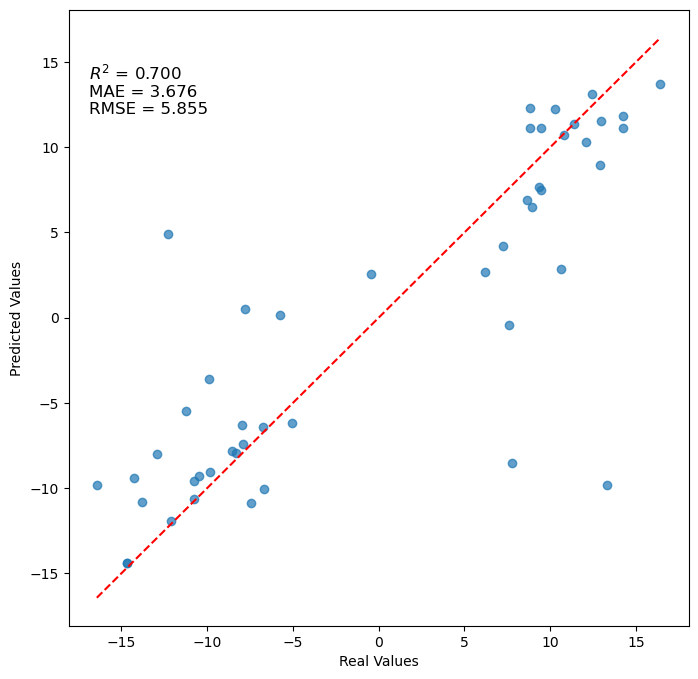 R² = 0.700
MAE = 3.676
RMSE = 5.855
15
10
5
0
−5
−10
−15
Predicted Values
−15 −10 −5 0 5 10 15
Real Values